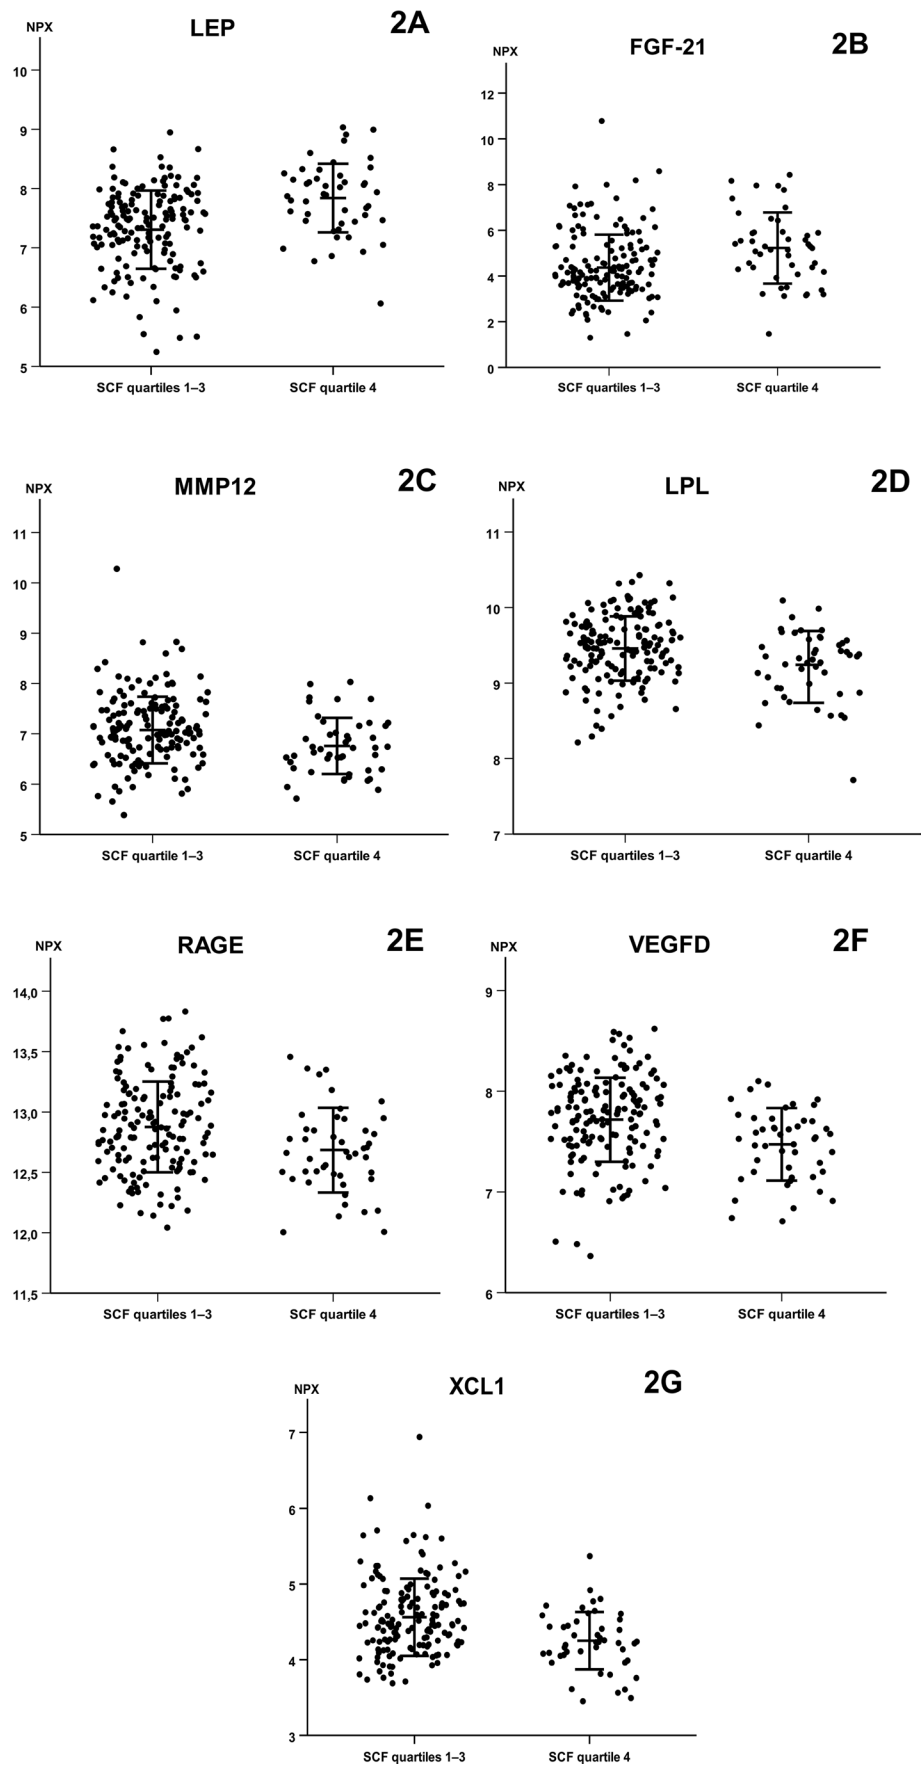 LEP 2A
NPX
10
9
8
7
6
5
SCF quartiles 1–3 SCF quartile 4
FGF-21 2B
NPX
12
10
8
6
4
2
0
SCF quartiles 1–3 SCF quartile 4
MMP12 2C
NPX
11
10
9
8
7
6
5
SCF quartile 1–3 SCF quartile 4
LPL 2D
NPX
11
10
9
8
7
SCF quartiles 1–3 SCF quartile 4
RAGE 2E
NPX
14,0
13,5
13,0
12,5
12,0
11,5
SCF quartiles 1–3 SCF quartile 4
VEGFD 2F
NPX
9
8
7
6
SCF quartiles 1–3 SCF quartile 4
XCL1 2G
NPX
7
6
5
4
3
SCF quartiles 1–3 SCF quartile 4